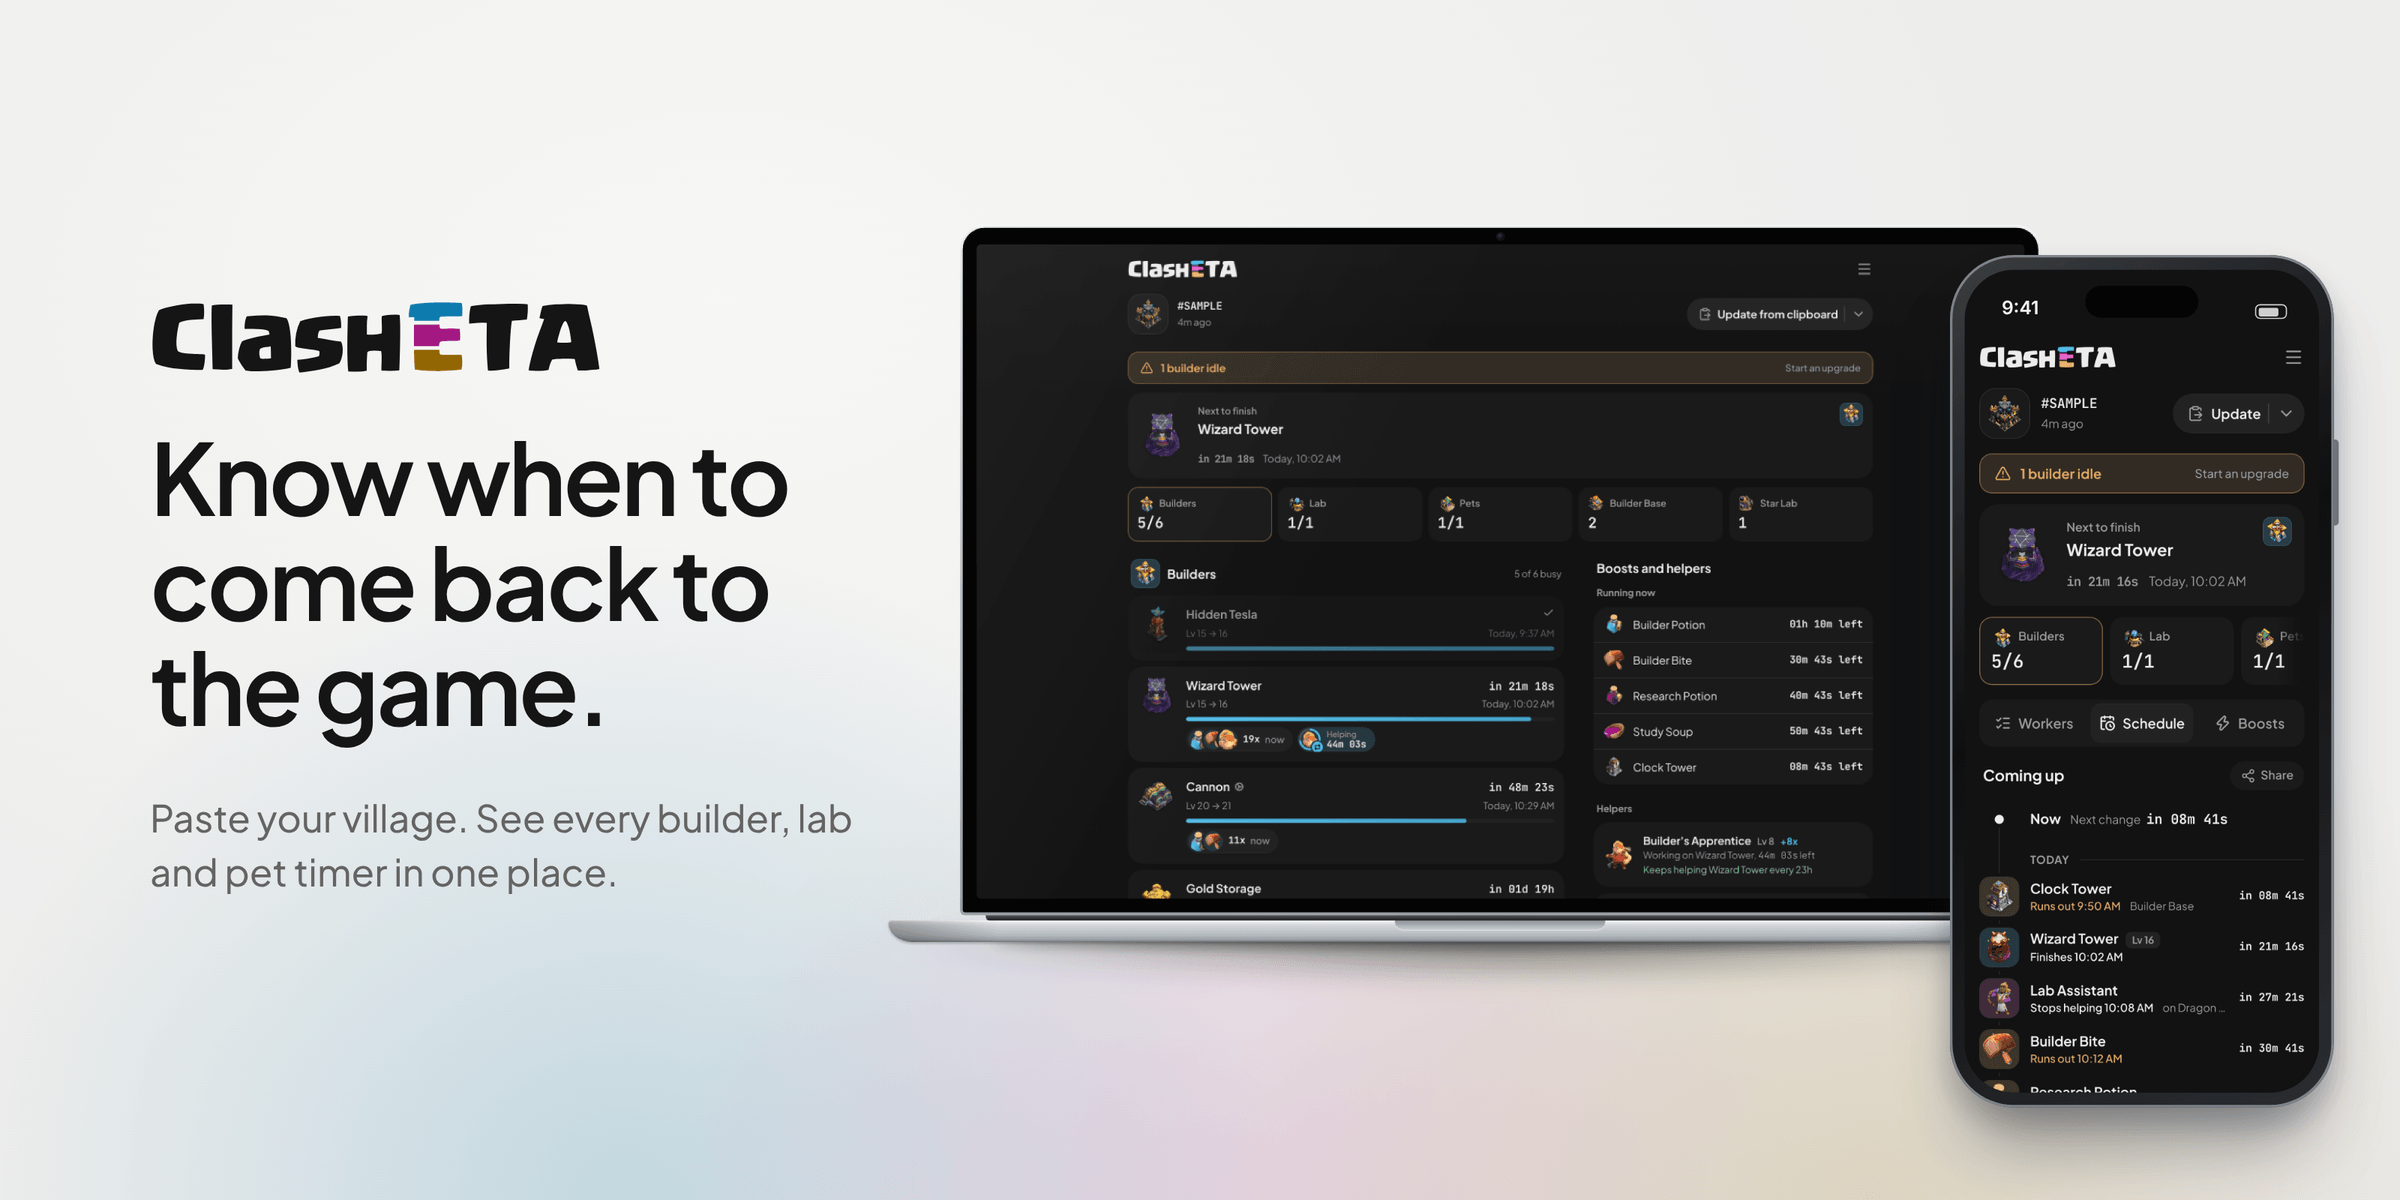 ClashETA
Know when to
come back to
the game.
Paste your village. See every builder, lab
and pet timer in one place.
ClashETA
#SAMPLE
4m ago
Update from clipboard
1 builder idle
Start an upgrade
Next to finish
Wizard Tower
in 21m 18s Today, 10:02 AM
Builders
5/6
Lab
1/1
Pets
1/1
Builder Base
2
Star Lab
1
Builders
5 of 6 busy
Hidden Tesla
Lv 15 → 16
Today, 9:37 AM
Wizard Tower
in 21m 18s
Lv 15 → 16
Today, 10:02 AM
19x now
Helping
44m 03s
Cannon
in 48m 23s
Lv 20 → 21
Today, 10:29 AM
11x now
Gold Storage
in 01d 19h
Boosts and helpers
Running now
Builder Potion
01h 10m left
Builder Bite
30m 43s left
Research Potion
40m 43s left
Study Soup
50m 43s left
Clock Tower
08m 43s left
Helpers
Builder's Apprentice Lv 8 +8x
Working on Wizard Tower, 44m 03s left
Keeps helping Wizard Tower every 23h
9:41
ClashETA
#SAMPLE
4m ago
Update
1 builder idle
Start an upgrade
Next to finish
Wizard Tower
in 21m 16s Today, 10:02 AM
Builders
5/6
Lab
1/1
Pets
1/1
Workers
Schedule
Boosts
Coming up
Share
Now Next change in 08m 41s
TODAY
Clock Tower
Runs out 9:50 AM Builder Base
in 08m 41s
Wizard Tower Lv 16
Finishes 10:02 AM
in 21m 16s
Lab Assistant
Stops helping 10:08 AM on Dragon ...
in 27m 21s
Builder Bite
Runs out 10:12 AM
in 30m 41s
Research Potion